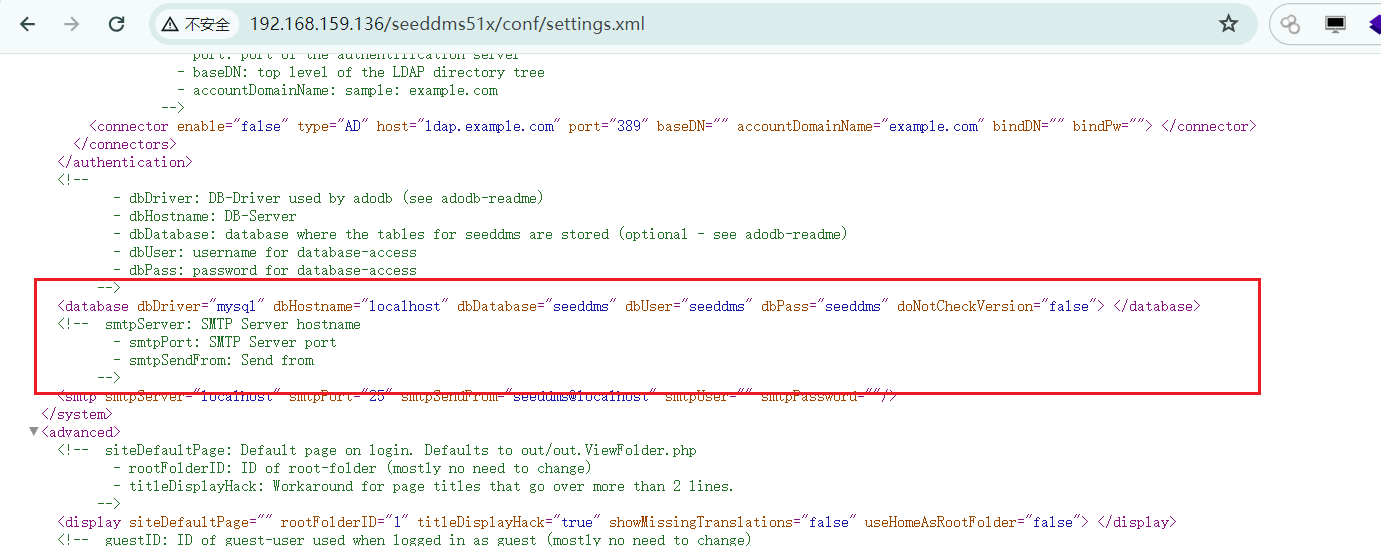 不安全 192.168.159.136/seeddms51x/conf/settings.xml
port: port of the authentification server
- baseDN: top level of the LDAP directory tree
- accountDomainName: sample: example.com
-->
<connector enable="false" type="AD" host="ldap.example.com" port="389" baseDN="" accountDomainName="example.com" bindDN="" bindPw=""> </connector>
</connectors>
</authentication>
<!--
- dbDriver: DB-Driver used by adodb (see adodb-readme)
- dbHostname: DB-Server
- dbDatabase: database where the tables for seeddms are stored (optional - see adodb-readme)
- dbUser: username for database-access
- dbPass: password for database-access
-->
<database dbDriver="mysql" dbHostname="localhost" dbDatabase="seeddms" dbUser="seeddms" dbPass="seeddms" doNotCheckVersion="false"> </database>
<!-- smtpServer: SMTP Server hostname
- smtpPort: SMTP Server port
- smtpSendFrom: Send from
-->
<smtp smtpServer="localhost" smtpPort="25" smtpSendFrom="seeddms@localhost" smtpUser="" smtpPassword=""/>
</system>
▼<advanced>
<!-- siteDefaultPage: Default page on login. Defaults to out/out.ViewFolder.php
- rootFolderID: ID of root-folder (mostly no need to change)
- titleDisplayHack: Workaround for page titles that go over more than 2 lines.
-->
<display siteDefaultPage="" rootFolderID="1" titleDisplayHack="true" showMissingTranslations="false" useHomeAsRootFolder="false"> </display>
<!-- guestID: ID of guest-user used when logged in as guest (mostly no need to change)